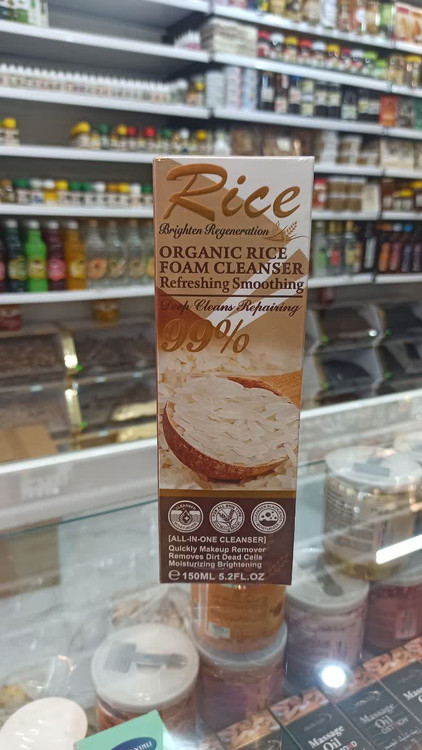 Rice
Brighten Regeneration
ORGANIC RICE
FOAM CLEANSER
Refreshing Smoothing
Deep Cleans Repairing
99%
[ALL-IN-ONE CLEANSER]
Quickly Makeup Remover
Removes Dirt Dead Cells
Moisturizing Brightening
℮150ML 5.2FL.OZ
Massage
Oil
Massage
Oil